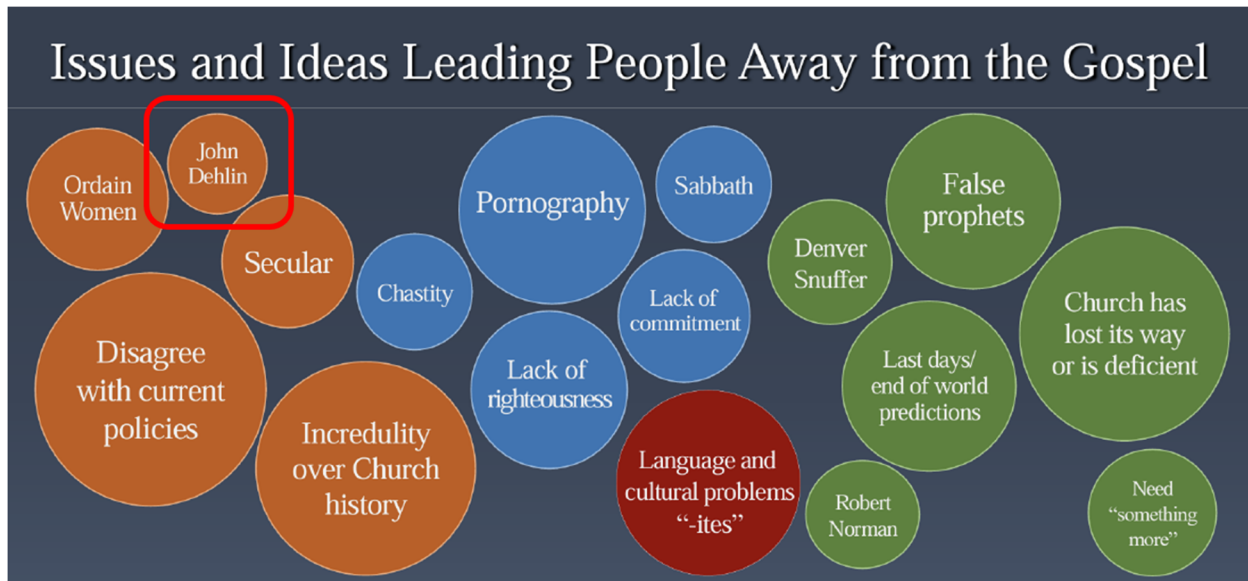 Issues and Ideas Leading People Away from the Gospel
Ordain
Women
John
Dehlin
Secular
Disagree
with current
policies
Incredulity
over Church
history
Chastity
Pornography
Sabbath
Lack of
commitment
Lack of
righteousness
Language and
cultural problems
“-ites”
Denver
Snuffer
False
prophets
Church has
lost its way
or is deficient
Last days/
end of world
predictions
Robert
Norman
Need
“something
more”